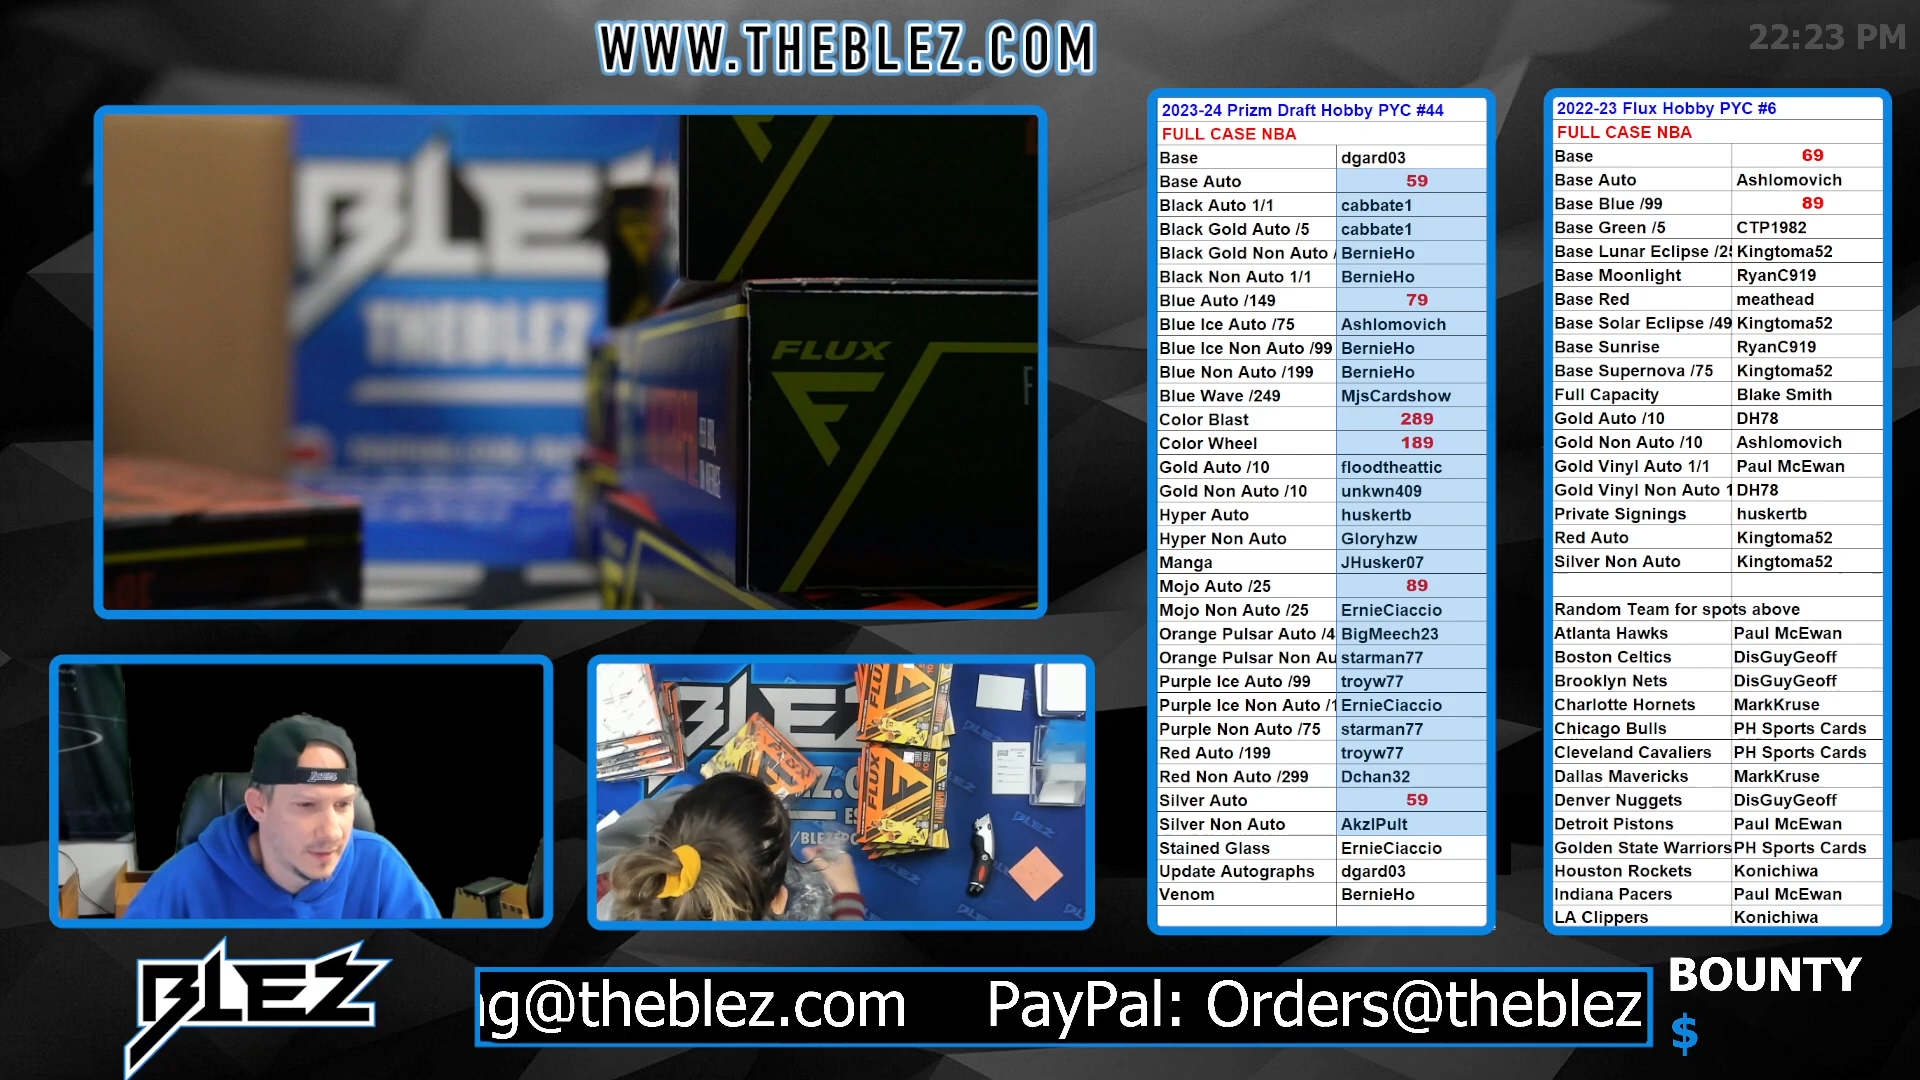 WWW.THEBLEZ.COM
22:23 PM
BLEZ
THEBLEZ
FLUX
2023-24 Prizm Draft Hobby PYC #44
FULL CASE NBA
Base dgard03
Base Auto 59
Black Auto 1/1 cabbate1
Black Gold Auto /5 cabbate1
Black Gold Non Auto / BernieHo
Black Non Auto 1/1 BernieHo
Blue Auto /149 79
Blue Ice Auto /75 Ashlomovich
Blue Ice Non Auto /99 BernieHo
Blue Non Auto /199 BernieHo
Blue Wave /249 MjsCardshow
Color Blast 289
Color Wheel 189
Gold Auto /10 floodtheattic
Gold Non Auto /10 unkwn409
Hyper Auto huskertb
Hyper Non Auto Gloryhzw
Manga JHusker07
Mojo Auto /25 89
Mojo Non Auto /25 ErnieCiaccio
Orange Pulsar Auto /4 BigMeech23
Orange Pulsar Non Au starman77
Purple Ice Auto /99 troyw77
Purple Ice Non Auto /1 ErnieCiaccio
Purple Non Auto /75 starman77
Red Auto /199 troyw77
Red Non Auto /299 Dchan32
Silver Auto 59
Silver Non Auto AkzlPult
Stained Glass ErnieCiaccio
Update Autographs dgard03
Venom BernieHo
2022-23 Flux Hobby PYC #6
FULL CASE NBA
Base 69
Base Auto Ashlomovich
Base Blue /99 89
Base Green /5 CTP1982
Base Lunar Eclipse /25 Kingtoma52
Base Moonlight RyanC919
Base Red meathead
Base Solar Eclipse /49 Kingtoma52
Base Sunrise RyanC919
Base Supernova /75 Kingtoma52
Full Capacity Blake Smith
Gold Auto /10 DH78
Gold Non Auto /10 Ashlomovich
Gold Vinyl Auto 1/1 Paul McEwan
Gold Vinyl Non Auto 1 DH78
Private Signings huskertb
Red Auto Kingtoma52
Silver Non Auto Kingtoma52
Random Team for spots above
Atlanta Hawks Paul McEwan
Boston Celtics DisGuyGeoff
Brooklyn Nets DisGuyGeoff
Charlotte Hornets MarkKruse
Chicago Bulls PH Sports Cards
Cleveland Cavaliers PH Sports Cards
Dallas Mavericks MarkKruse
Denver Nuggets DisGuyGeoff
Detroit Pistons Paul McEwan
Golden State Warriors PH Sports Cards
Houston Rockets Konichiwa
Indiana Pacers Paul McEwan
LA Clippers Konichiwa
BLEZ
FLUX
FLUX
BLEZ
ng@theblez.com PayPal: Orders@theblez
BOUNTY
$